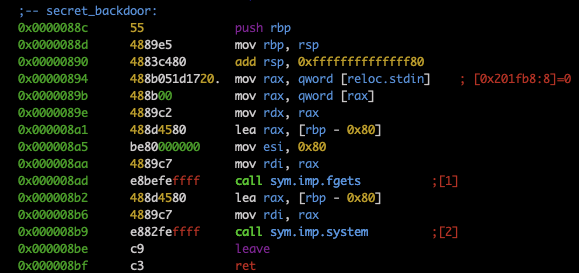 ;-- secret_backdoor:
0x0000088c 55 push rbp
0x0000088d 4889e5 mov rbp, rsp
0x00000890 4883c480 add rsp, 0xffffffffffffff80
0x00000894 488b051d1720. mov rax, qword [reloc.stdin] ; [0x201fb8:8]=0
0x0000089b 488b00 mov rax, qword [rax]
0x0000089e 4889c2 mov rdx, rax
0x000008a1 488d4580 lea rax, [rbp - 0x80]
0x000008a5 be80000000 mov esi, 0x80
0x000008aa 4889c7 mov rdi, rax
0x000008ad e8befeffff call sym.imp.fgets ;[1]
0x000008b2 488d4580 lea rax, [rbp - 0x80]
0x000008b6 4889c7 mov rdi, rax
0x000008b9 e882feffff call sym.imp.system ;[2]
0x000008be c9 leave
0x000008bf c3 ret